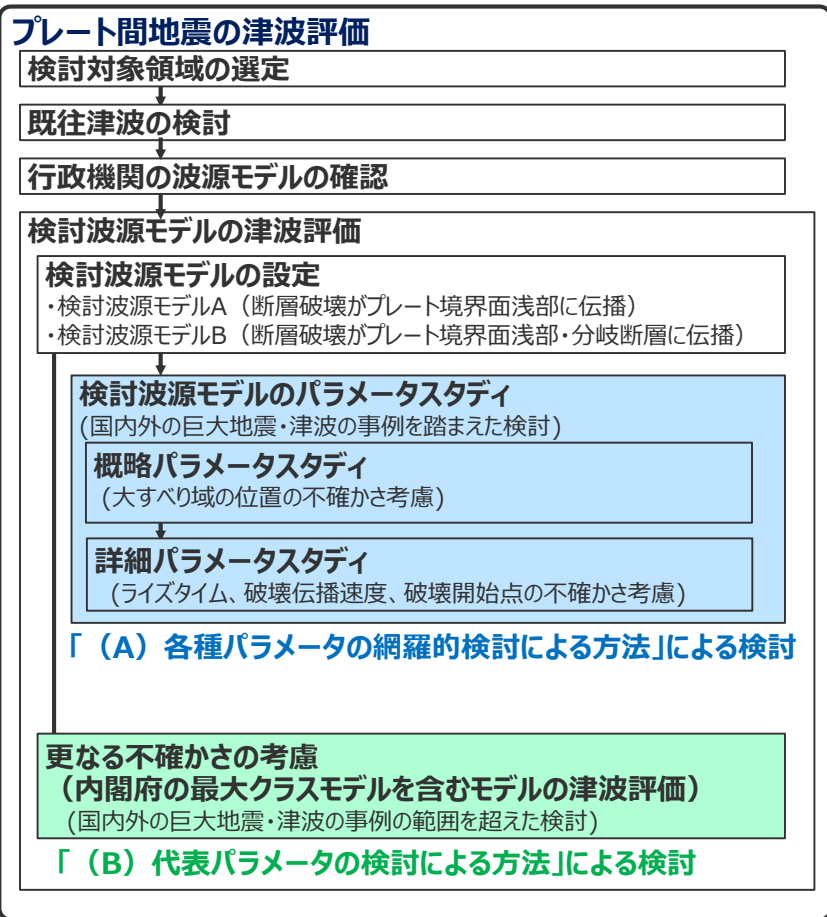 プレート間地震の津波評価
検討対象領域の選定
既往津波の検討
行政機関の波源モデルの確認
検討波源モデルの津波評価
検討波源モデルの設定
・検討波源モデルA（断層破壊がプレート境界面浅部に伝播）
・検討波源モデルB（断層破壊がプレート境界面浅部・分岐断層に伝播）
検討波源モデルのパラメータスタディ
(国内外の巨大地震・津波の事例を踏まえた検討)
概略パラメータスタディ
(大すべり域の位置の不確かさ考慮)
詳細パラメータスタディ
(ライズタイム、破壊伝播速度、破壊開始点の不確かさ考慮)
「（A）各種パラメータの網羅的検討による方法」による検討
更なる不確かさの考慮
（内閣府の最大クラスモデルを含むモデルの津波評価）
(国内外の巨大地震・津波の事例の範囲を超えた検討)
「（B）代表パラメータの検討による方法」による検討